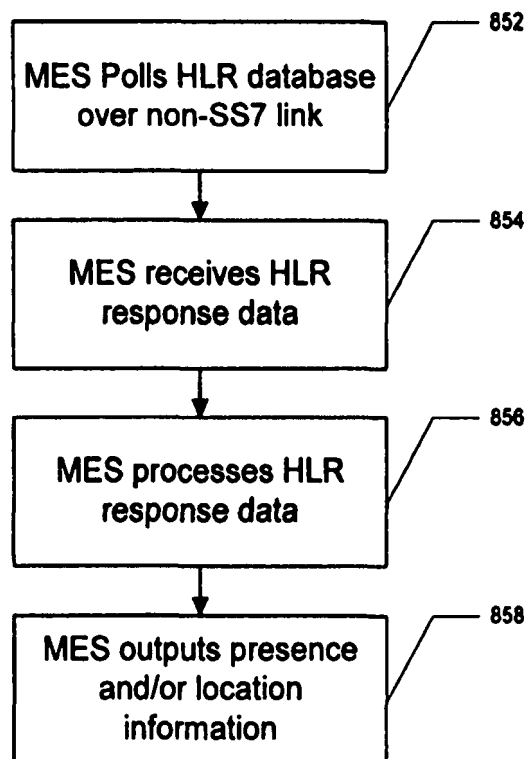 852
MES Polls HLR database
over non-SS7 link
854
MES receives HLR
response data
856
MES processes HLR
response data
858
MES outputs presence
and/or location
information